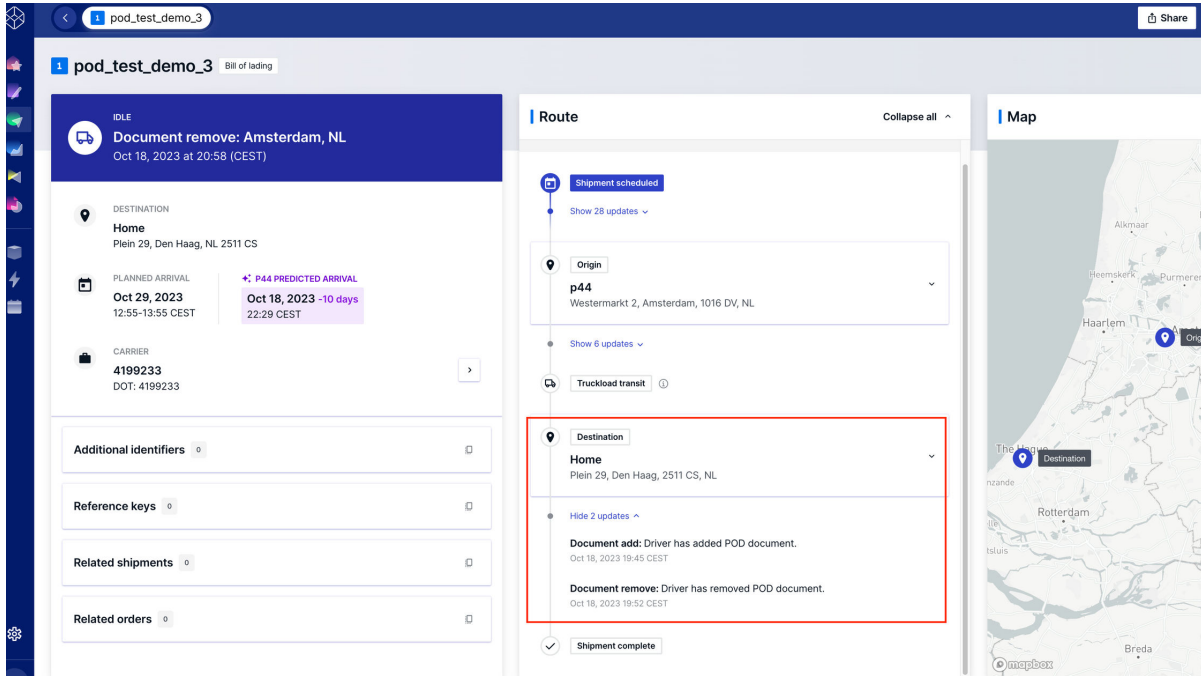 1 pod_test_demo_3
Share
1 pod_test_demo_3 Bill of lading
IDLE
Document remove: Amsterdam, NL
Oct 18, 2023 at 20:58 (CEST)
DESTINATION
Home
Plein 29, Den Haag, NL 2511 CS
PLANNED ARRIVAL
Oct 29, 2023
12:55-13:55 CEST
P44 PREDICTED ARRIVAL
Oct 18, 2023 -10 days
22:29 CEST
CARRIER
4199233
DOT: 4199233
Additional identifiers 0
Reference keys 0
Related shipments 0
Related orders 0
Route
Collapse all
Shipment scheduled
Show 28 updates
Origin
p44
Westermarkt 2, Amsterdam, 1016 DV, NL
Show 6 updates
Truckload transit
Destination
Home
Plein 29, Den Haag, 2511 CS, NL
Hide 2 updates
Document add: Driver has added POD document.
Oct 18, 2023 19:45 CEST
Document remove: Driver has removed POD document.
Oct 18, 2023 19:52 CEST
Shipment complete
Map
Alkmaar
Heemskerk
Purmerer
Haarlem
Orig
The Hague
Destination
nzande
Rotterdam
tsluis
Breda
mapbox